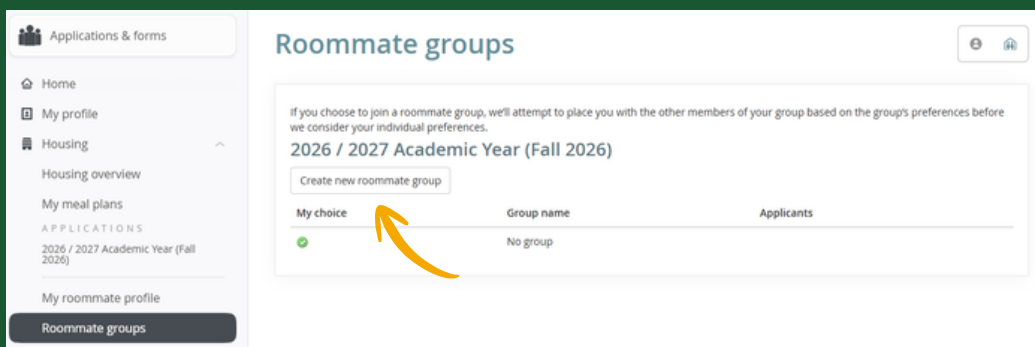 Applications & forms
Home
My profile
Housing
Housing overview
My meal plans
APPLICATIONS
2026 / 2027 Academic Year (Fall
2026)
My roommate profile
Roommate groups
Roommate groups
If you choose to join a roommate group, we'll attempt to place you with the other members of your group based on the group's preferences before
we consider your individual preferences.
2026 / 2027 Academic Year (Fall 2026)
Create new roommate group
My choice Group name Applicants
No group